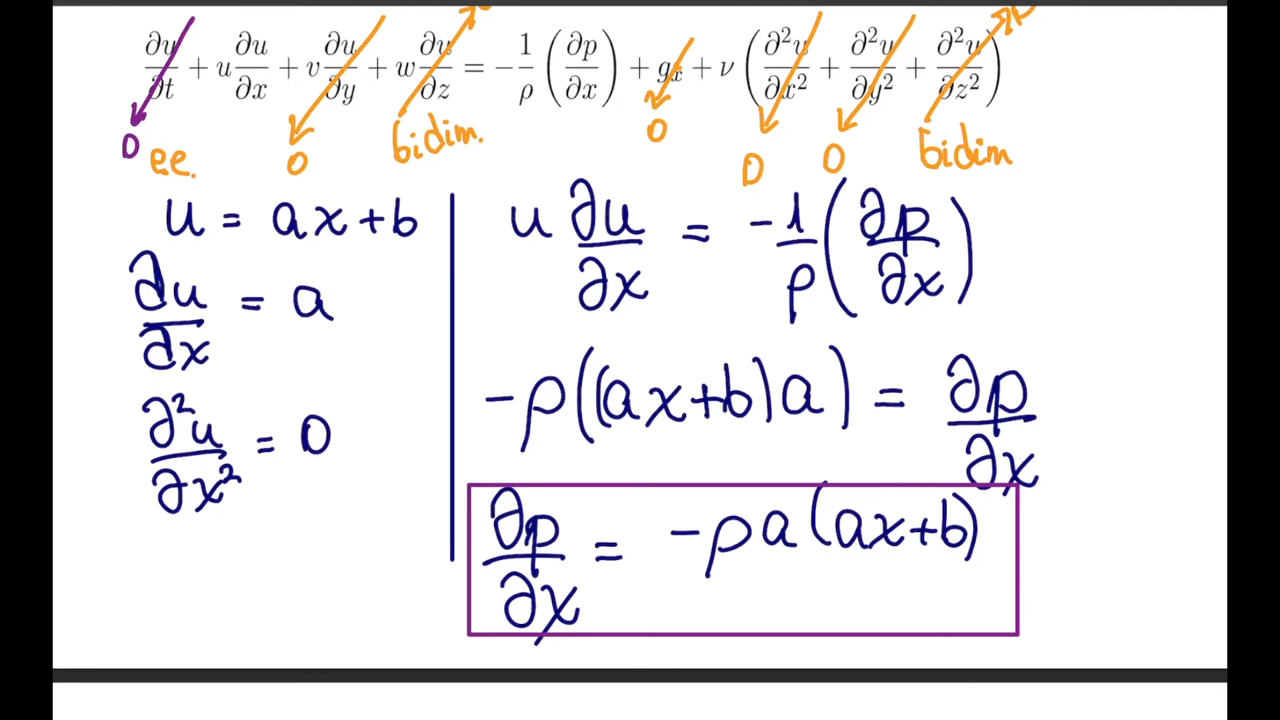 ∂u/∂t + u ∂u/∂x + v ∂u/∂y + w ∂u/∂z = −1/ρ (∂p/∂x) + gₓ + ν (∂²u/∂x² + ∂²u/∂y² + ∂²u/∂z²)
0 ee. 0 bidim. 0 0 0 bidim
u = ax+b
∂u/∂x = a
∂²u/∂x² = 0
u ∂u/∂x = −1/ρ (∂p/∂x)
−ρ((ax+b)a) = ∂p/∂x
∂p/∂x = −ρa(ax+b)